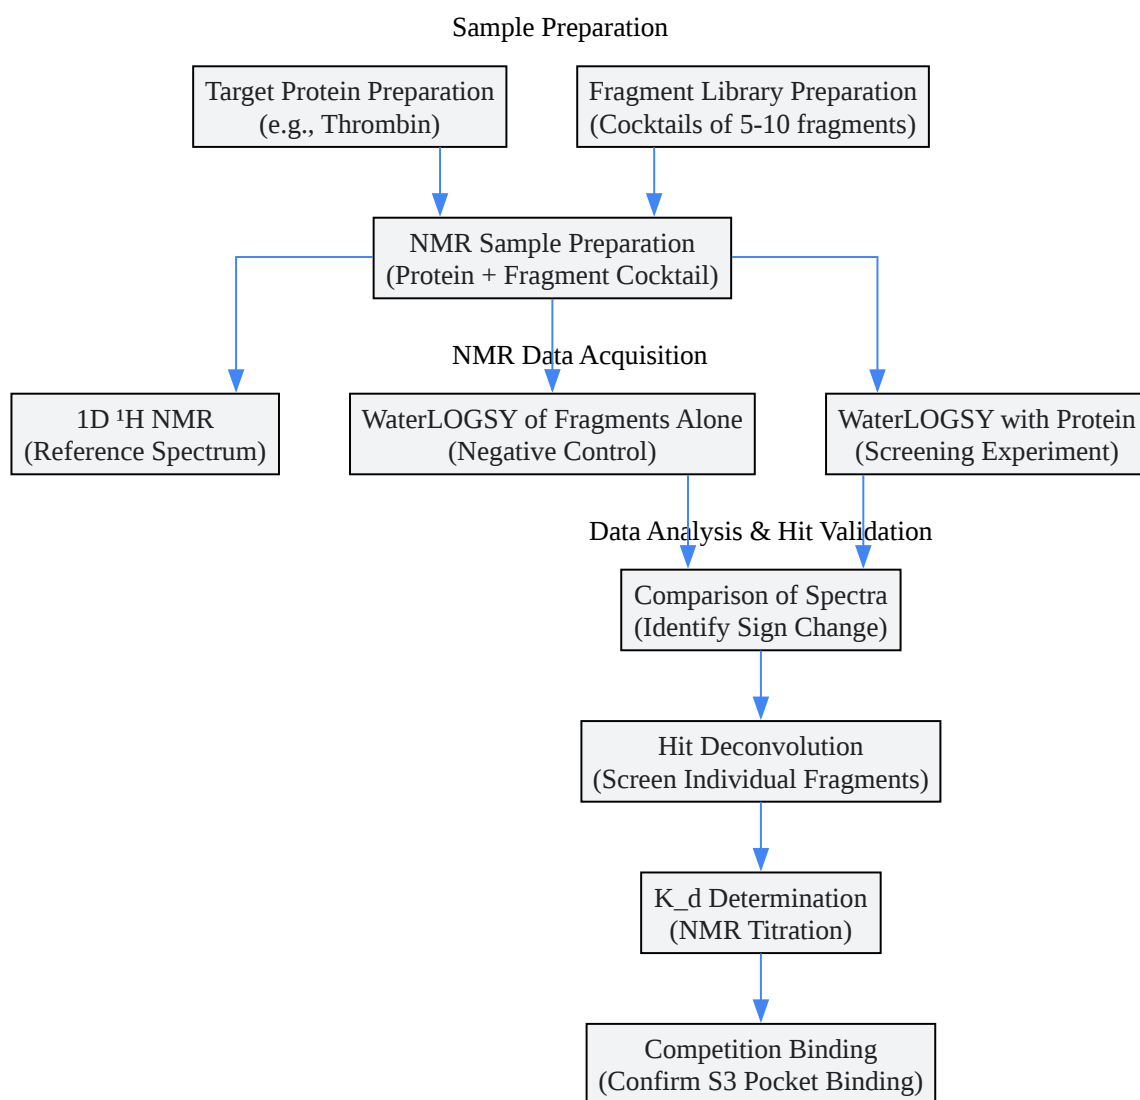 Sample Preparation
Target Protein Preparation
(e.g., Thrombin)
Fragment Library Preparation
(Cocktails of 5-10 fragments)
NMR Sample Preparation
(Protein + Fragment Cocktail)
NMR Data Acquisition
1D ¹H NMR
(Reference Spectrum)
WaterLOGSY of Fragments Alone
(Negative Control)
WaterLOGSY with Protein
(Screening Experiment)
Data Analysis & Hit Validation
Comparison of Spectra
(Identify Sign Change)
Hit Deconvolution
(Screen Individual Fragments)
K_d Determination
(NMR Titration)
Competition Binding
(Confirm S3 Pocket Binding)